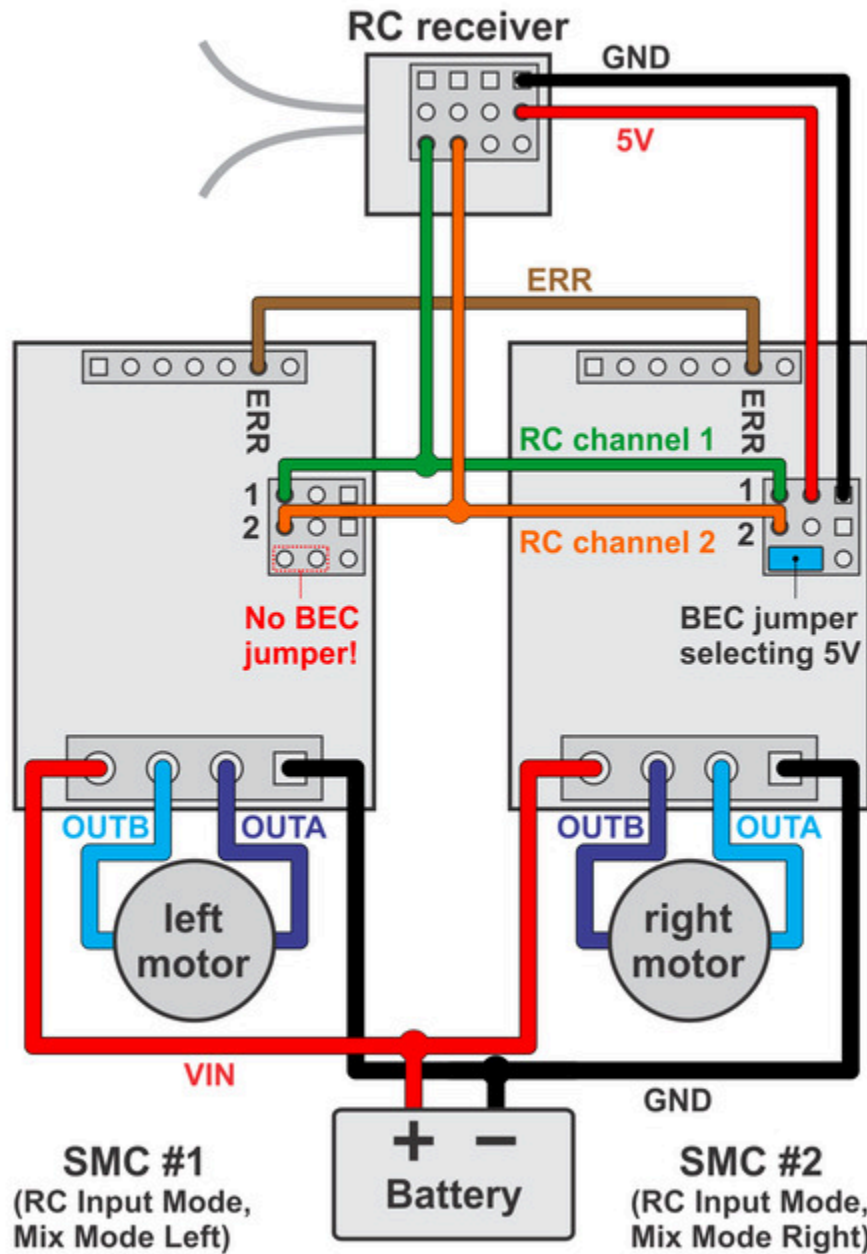 RC receiver
GND
5V
ERR
ERR
ERR
RC channel 1
1
2
1
2
RC channel 2
No BEC
jumper!
BEC jumper
selecting 5V
OUTB
OUTA
OUTB
OUTA
left
motor
right
motor
VIN
GND
+ −
Battery
SMC #1
(RC Input Mode,
Mix Mode Left)
SMC #2
(RC Input Mode,
Mix Mode Right)